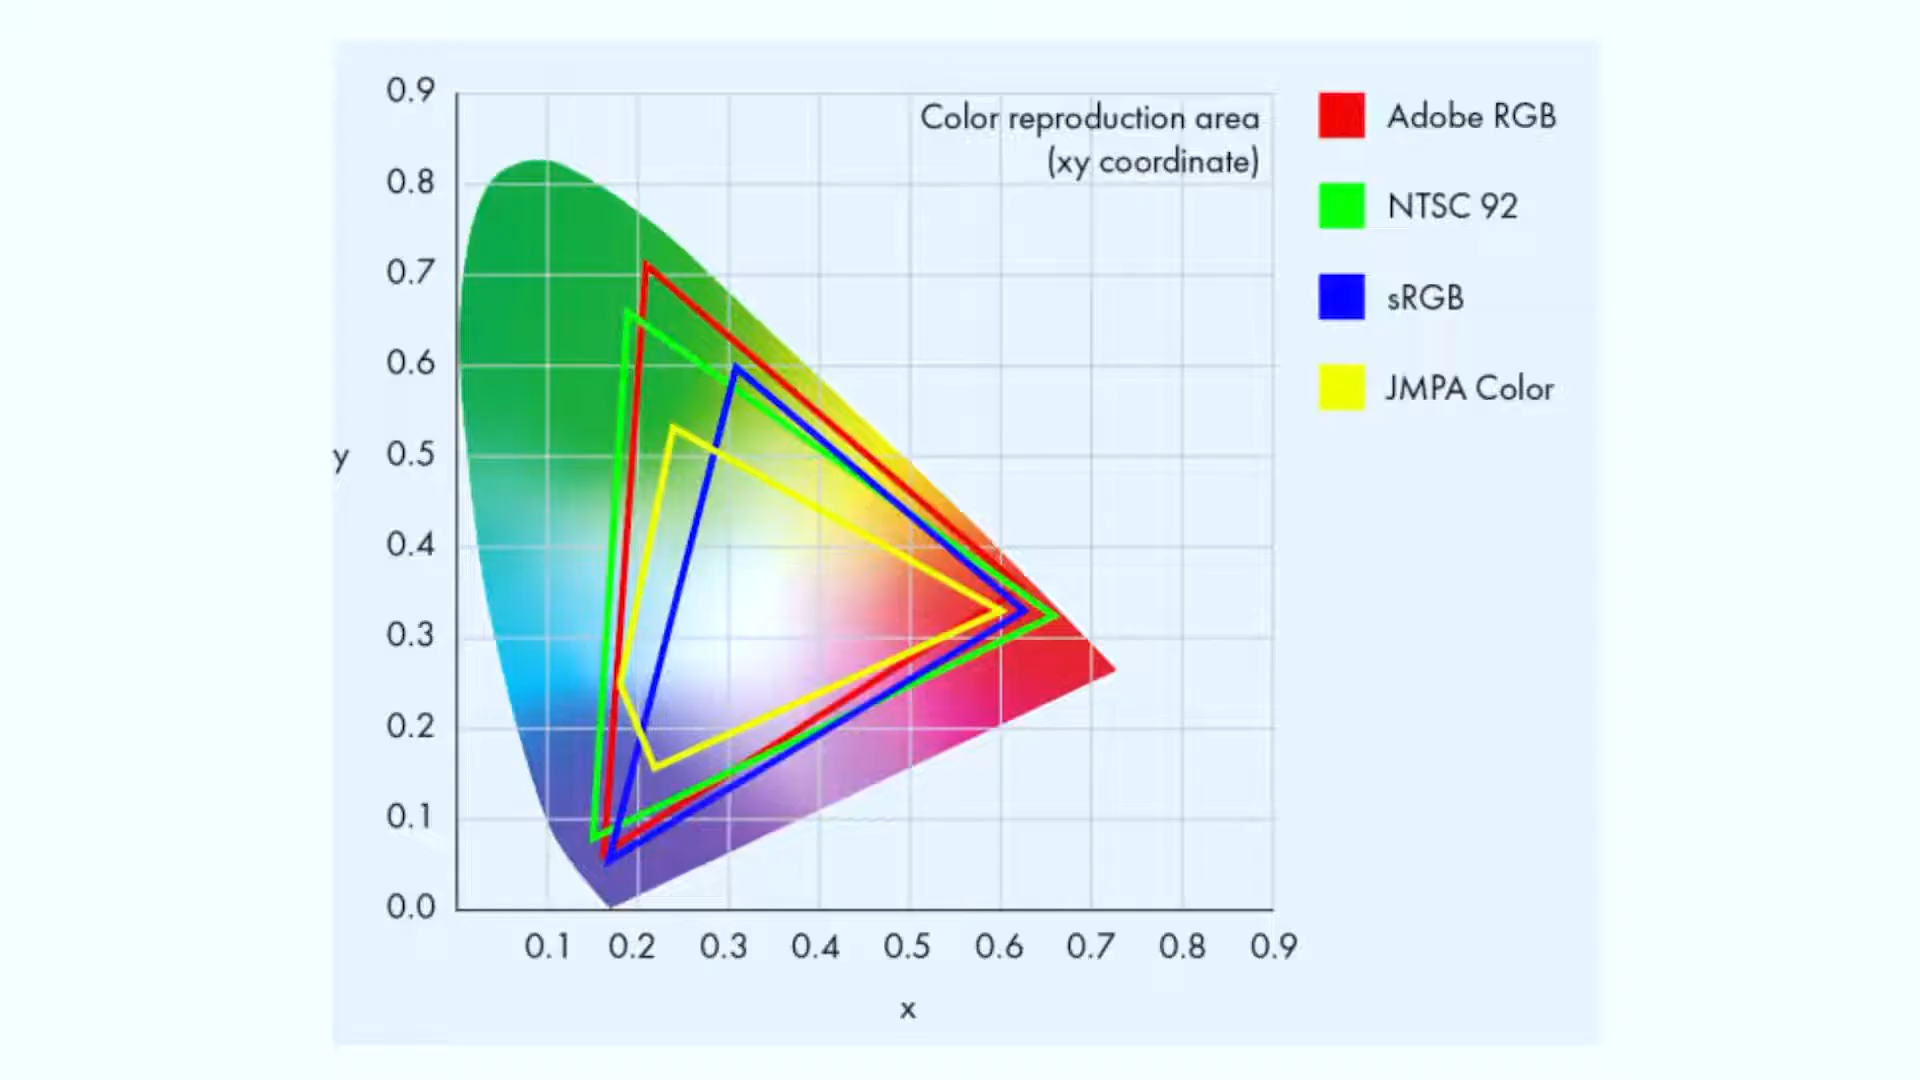 Color reproduction area
(xy coordinate)
Adobe RGB
NTSC 92
sRGB
JMPA Color
0.9
0.8
0.7
0.6
0.5
0.4
0.3
0.2
0.1
0.0
y
0.1 0.2 0.3 0.4 0.5 0.6 0.7 0.8 0.9
x